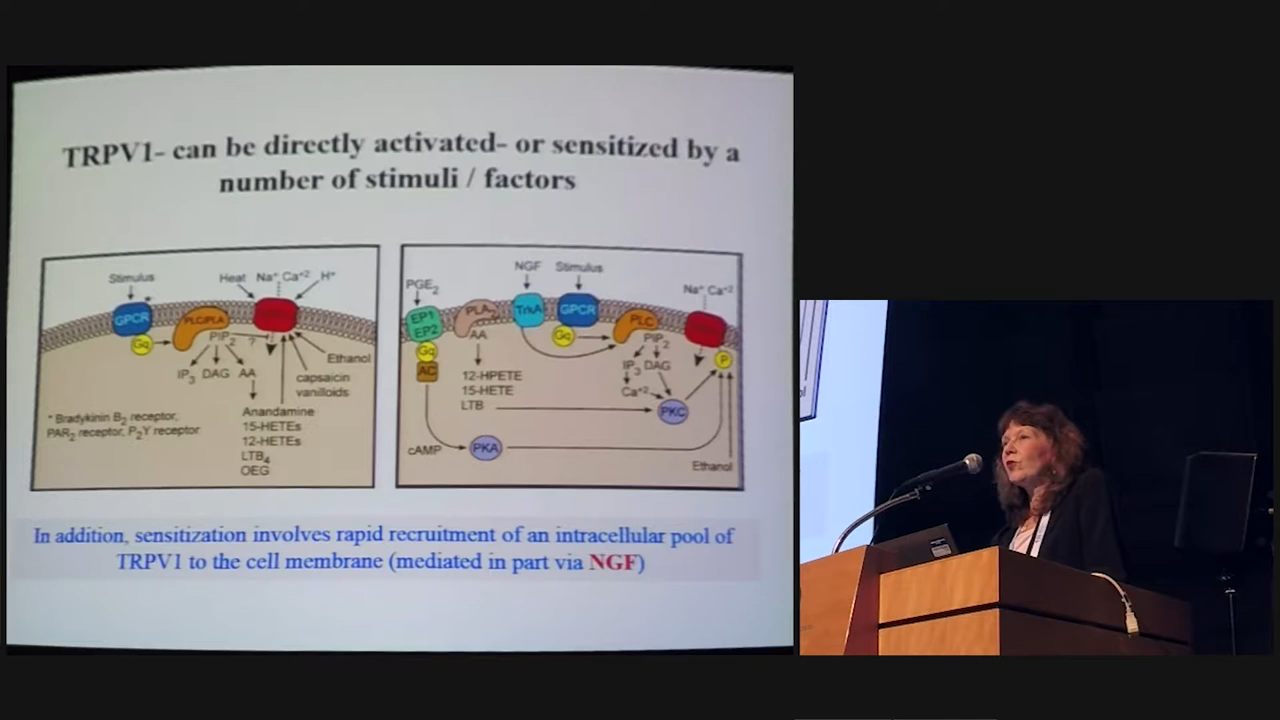 TRPV1- can be directly activated- or sensitized by a
number of stimuli / factors
Stimulus
Heat Na⁺ Ca⁺² H⁺
GPCR
PLC/PLA
Gq
PIP₂ ?
IP₃ DAG AA
Ethanol
capsaicin
vanilloids
Anandamine
15-HETEs
12-HETEs
LTB₄
OEG
* Bradykinin B₂ receptor,
PAR₂ receptor, P₂Y receptor
PGE₂
NGF Stimulus
Na⁺ Ca⁺²
EP1
EP2
PLA₂
TrkA
GPCR
PLC
Gq
AC
AA
Gq
PIP₂
P
IP₃ DAG
12-HPETE
15-HETE
LTB
Ca⁺²
PKC
cAMP
PKA
Ethanol
In addition, sensitization involves rapid recruitment of an intracellular pool of
TRPV1 to the cell membrane (mediated in part via NGF)